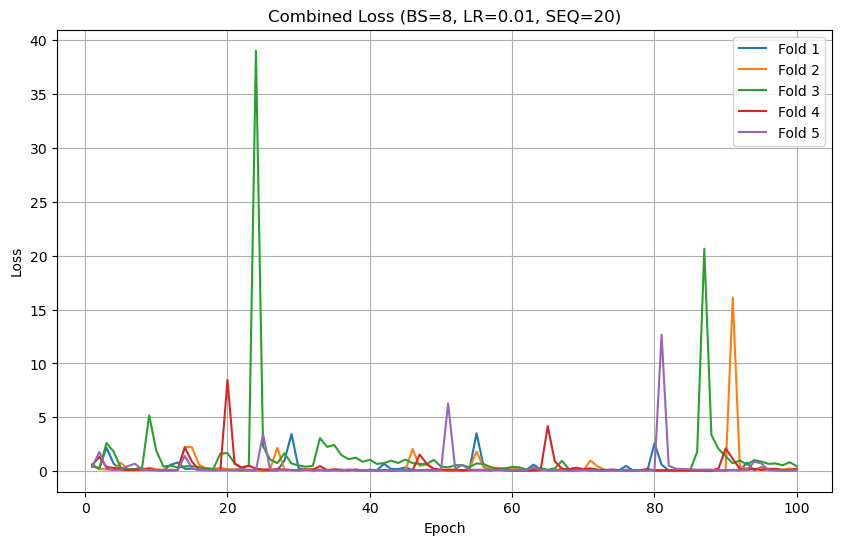 Combined Loss (BS=8, LR=0.01, SEQ=20)
Loss
40
35
30
25
20
15
10
5
0
0 20 40 60 80 100
Epoch
Fold 1
Fold 2
Fold 3
Fold 4
Fold 5